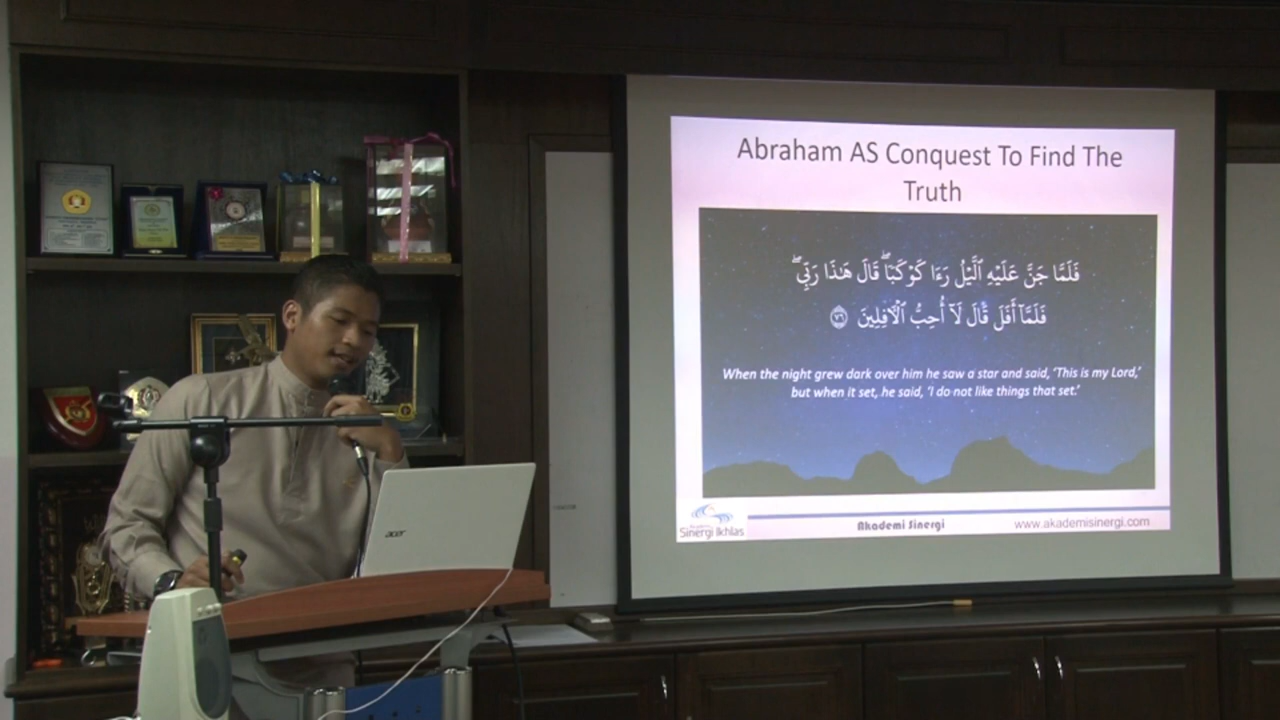 Abraham AS Conquest To Find The
Truth
فَلَمَّا جَنَّ عَلَيْهِ ٱلَّيْلُ رَءَا كَوْكَبًاۖ قَالَ هَٰذَا رَبِّىۖ
فَلَمَّآ أَفَلَ قَالَ لَآ أُحِبُّ ٱلْأٓفِلِينَ ٧٦
When the night grew dark over him he saw a star and said, 'This is my Lord,'
but when it set, he said, 'I do not like things that set.'
Akademi
Sinergi Ikhlas
Akademi Sinergi
www.akademisinergi.com
acer